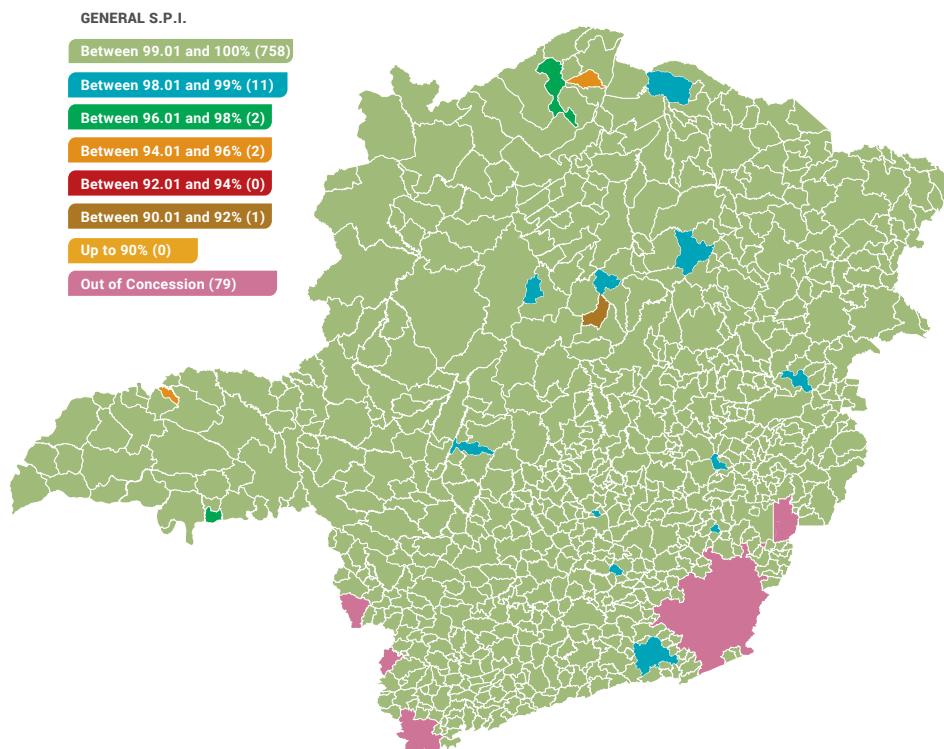 GENERAL S.P.I.
Between 99.01 and 100% (758)
Between 98.01 and 99% (11)
Between 96.01 and 98% (2)
Between 94.01 and 96% (2)
Between 92.01 and 94% (0)
Between 90.01 and 92% (1)
Up to 90% (0)
Out of Concession (79)